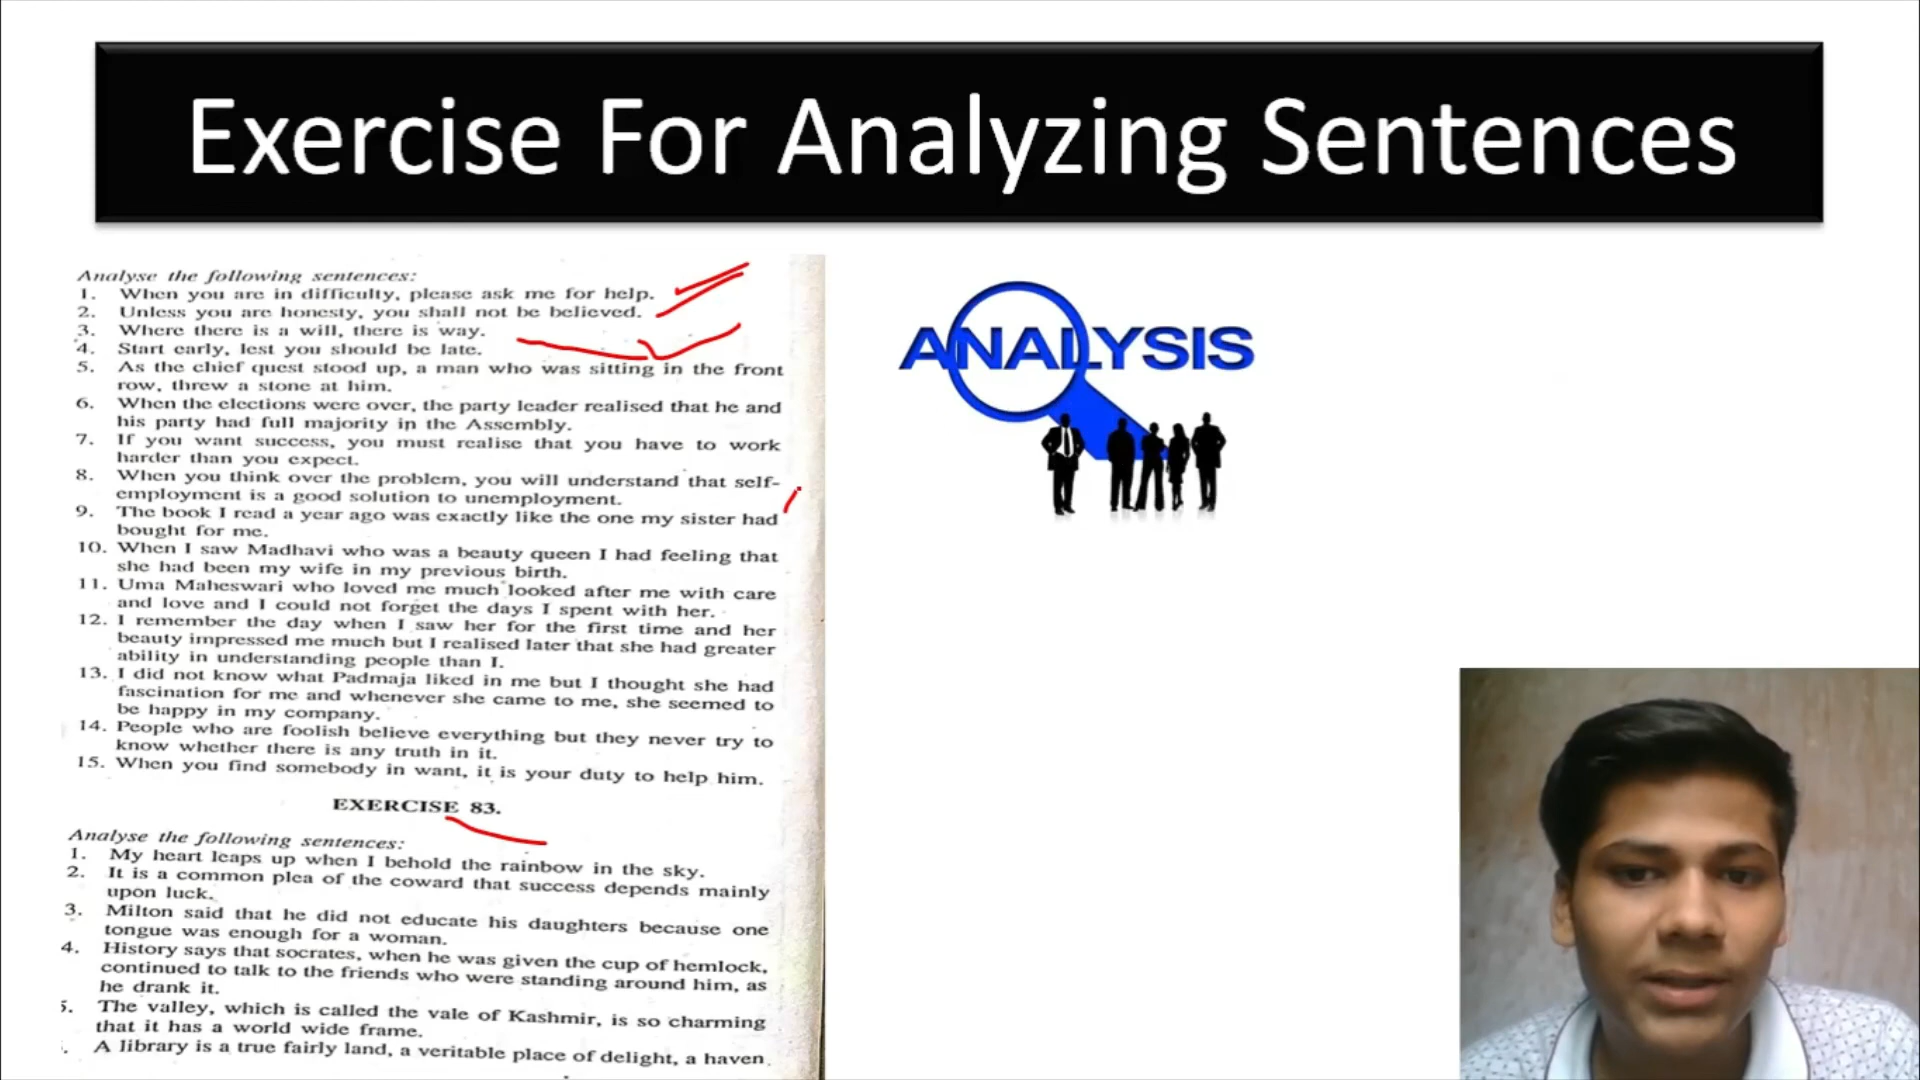 Exercise For Analyzing Sentences
Analyse the following sentences:
1. When you are in difficulty, please ask me for help.
2. Unless you are honesty, you shall not be believed.
3. Where there is a will, there is way.
4. Start early, lest you should be late.
5. As the chief quest stood up, a man who was sitting in the front
row, threw a stone at him.
6. When the elections were over, the party leader realised that he and
his party had full majority in the Assembly.
7. If you want success, you must realise that you have to work
harder than you expect.
8. When you think over the problem, you will understand that self-
employment is a good solution to unemployment.
9. The book I read a year ago was exactly like the one my sister had
bought for me.
10. When I saw Madhavi who was a beauty queen I had feeling that
she had been my wife in my previous birth.
11. Uma Maheswari who loved me much looked after me with care
and love and I could not forget the days I spent with her.
12. I remember the day when I saw her for the first time and her
beauty impressed me much but I realised later that she had greater
ability in understanding people than I.
13. I did not know what Padmaja liked in me but I thought she had
fascination for me and whenever she came to me, she seemed to
be happy in my company.
14. People who are foolish believe everything but they never try to
know whether there is any truth in it.
15. When you find somebody in want, it is your duty to help him.
EXERCISE 83.
Analyse the following sentences:
1. My heart leaps up when I behold the rainbow in the sky.
2. It is a common plea of the coward that success depends mainly
upon luck.
3. Milton said that he did not educate his daughters because one
tongue was enough for a woman.
4. History says that socrates, when he was given the cup of hemlock,
continued to talk to the friends who were standing around him, as
he drank it.
5. The valley, which is called the vale of Kashmir, is so charming
that it has a world wide frame.
. A library is a true fairly land, a veritable place of delight, a haven
ANALYSIS